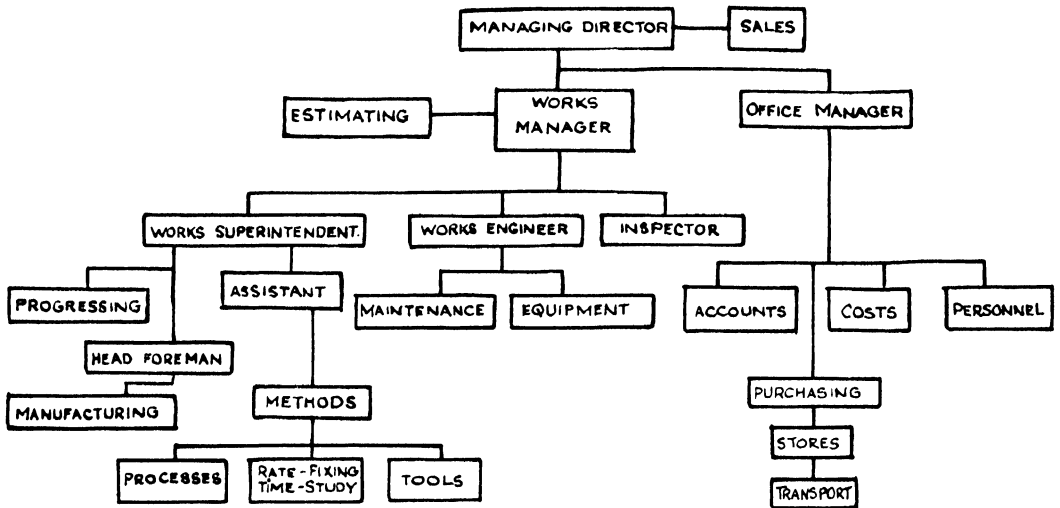 MANAGING DIRECTOR
SALES
ESTIMATING
WORKS
MANAGER
OFFICE MANAGER
WORKS SUPERINTENDENT.
WORKS ENGINEER
INSPECTOR
PROGRESSING
ASSISTANT
MAINTENANCE
EQUIPMENT
ACCOUNTS
COSTS
PERSONNEL
HEAD FOREMAN
MANUFACTURING
METHODS
PURCHASING
STORES
PROCESSES
RATE-FIXING
TIME-STUDY
TOOLS
TRANSPORT